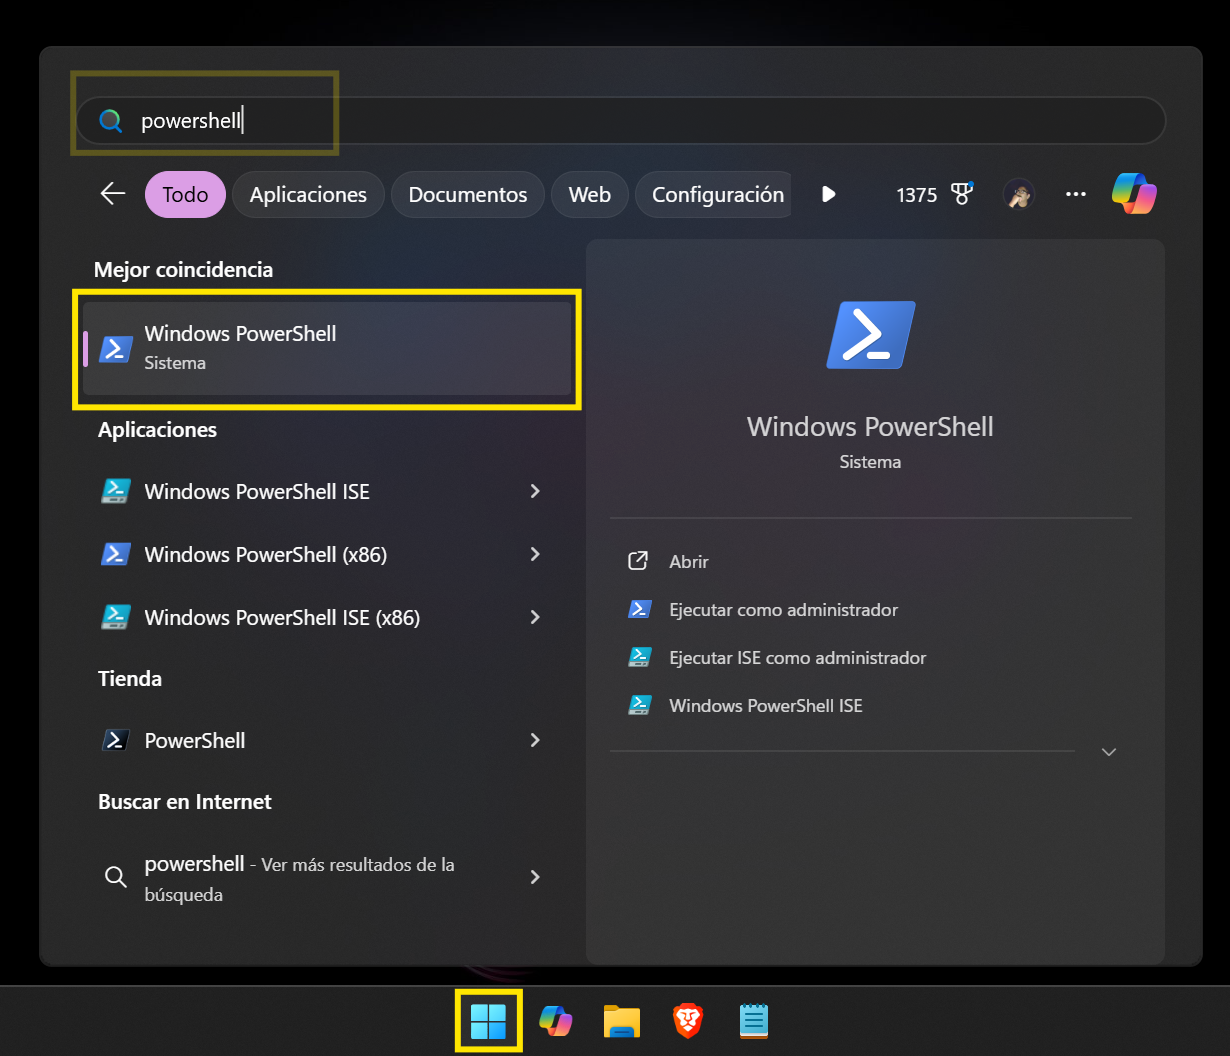 powershell
Todo
Aplicaciones
Documentos
Web
Configuración
1375
Mejor coincidencia
Windows PowerShell
Sistema
Aplicaciones
Windows PowerShell ISE
Windows PowerShell (x86)
Windows PowerShell ISE (x86)
Tienda
PowerShell
Buscar en Internet
powershell - Ver más resultados de la
búsqueda
Windows PowerShell
Sistema
Abrir
Ejecutar como administrador
Ejecutar ISE como administrador
Windows PowerShell ISE